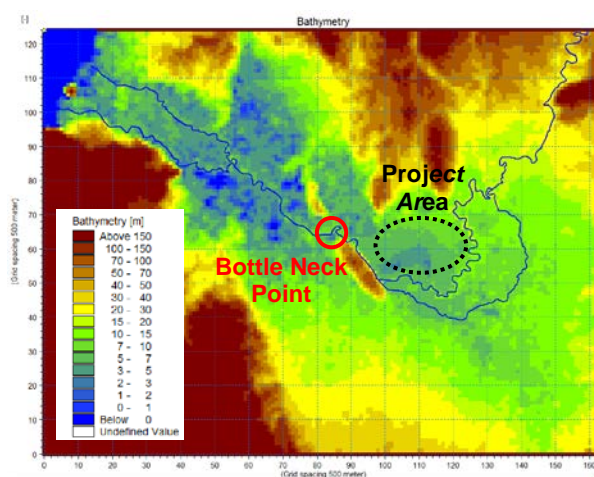 Bathymetry
[-]
120
110
100
90
80
70
60
50
40
30
20
10
0
(Grid spacing 500 meter)
Project
Area
Bottle Neck
Point
Bathymetry [m]
Above 150
100 - 150
70 - 100
50 - 70
40 - 50
30 - 40
20 - 30
15 - 20
10 - 15
7 - 10
5 - 7
3 - 5
2 - 3
1 - 2
0 - 1
Below 0
Undefined Value
0 10 20 30 40 50 60 70 80 90 100 110 120 130 140 150 160
(Grid spacing 500 meter)